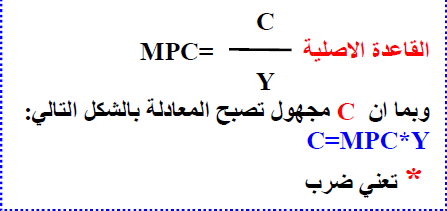 C
القاعدة الاصلية MPC=
Y
وبما ان C مجهول تصبح المعادلة بالشكل التالي:
C=MPC*Y
* تعني ضرب